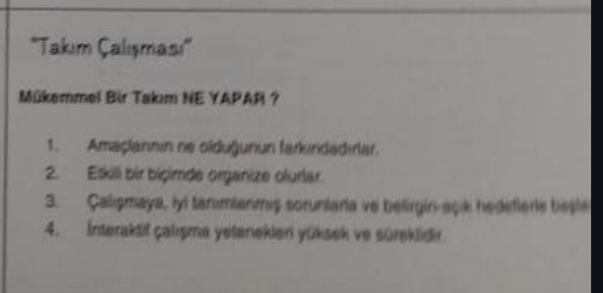 "Takım Çalışması"
Mükemmel Bir Takım NE YAPAR ?
1. Amaçlarının ne olduğunun farkındadırlar.
2. Etkili bir biçimde organize olurlar.
3. Çalışmaya, iyi tanımlanmış sorunlarla ve belirgin-açık hedeflerle başla
4. İnteraktif çalışma yetenekleri yüksek ve süreklidir.